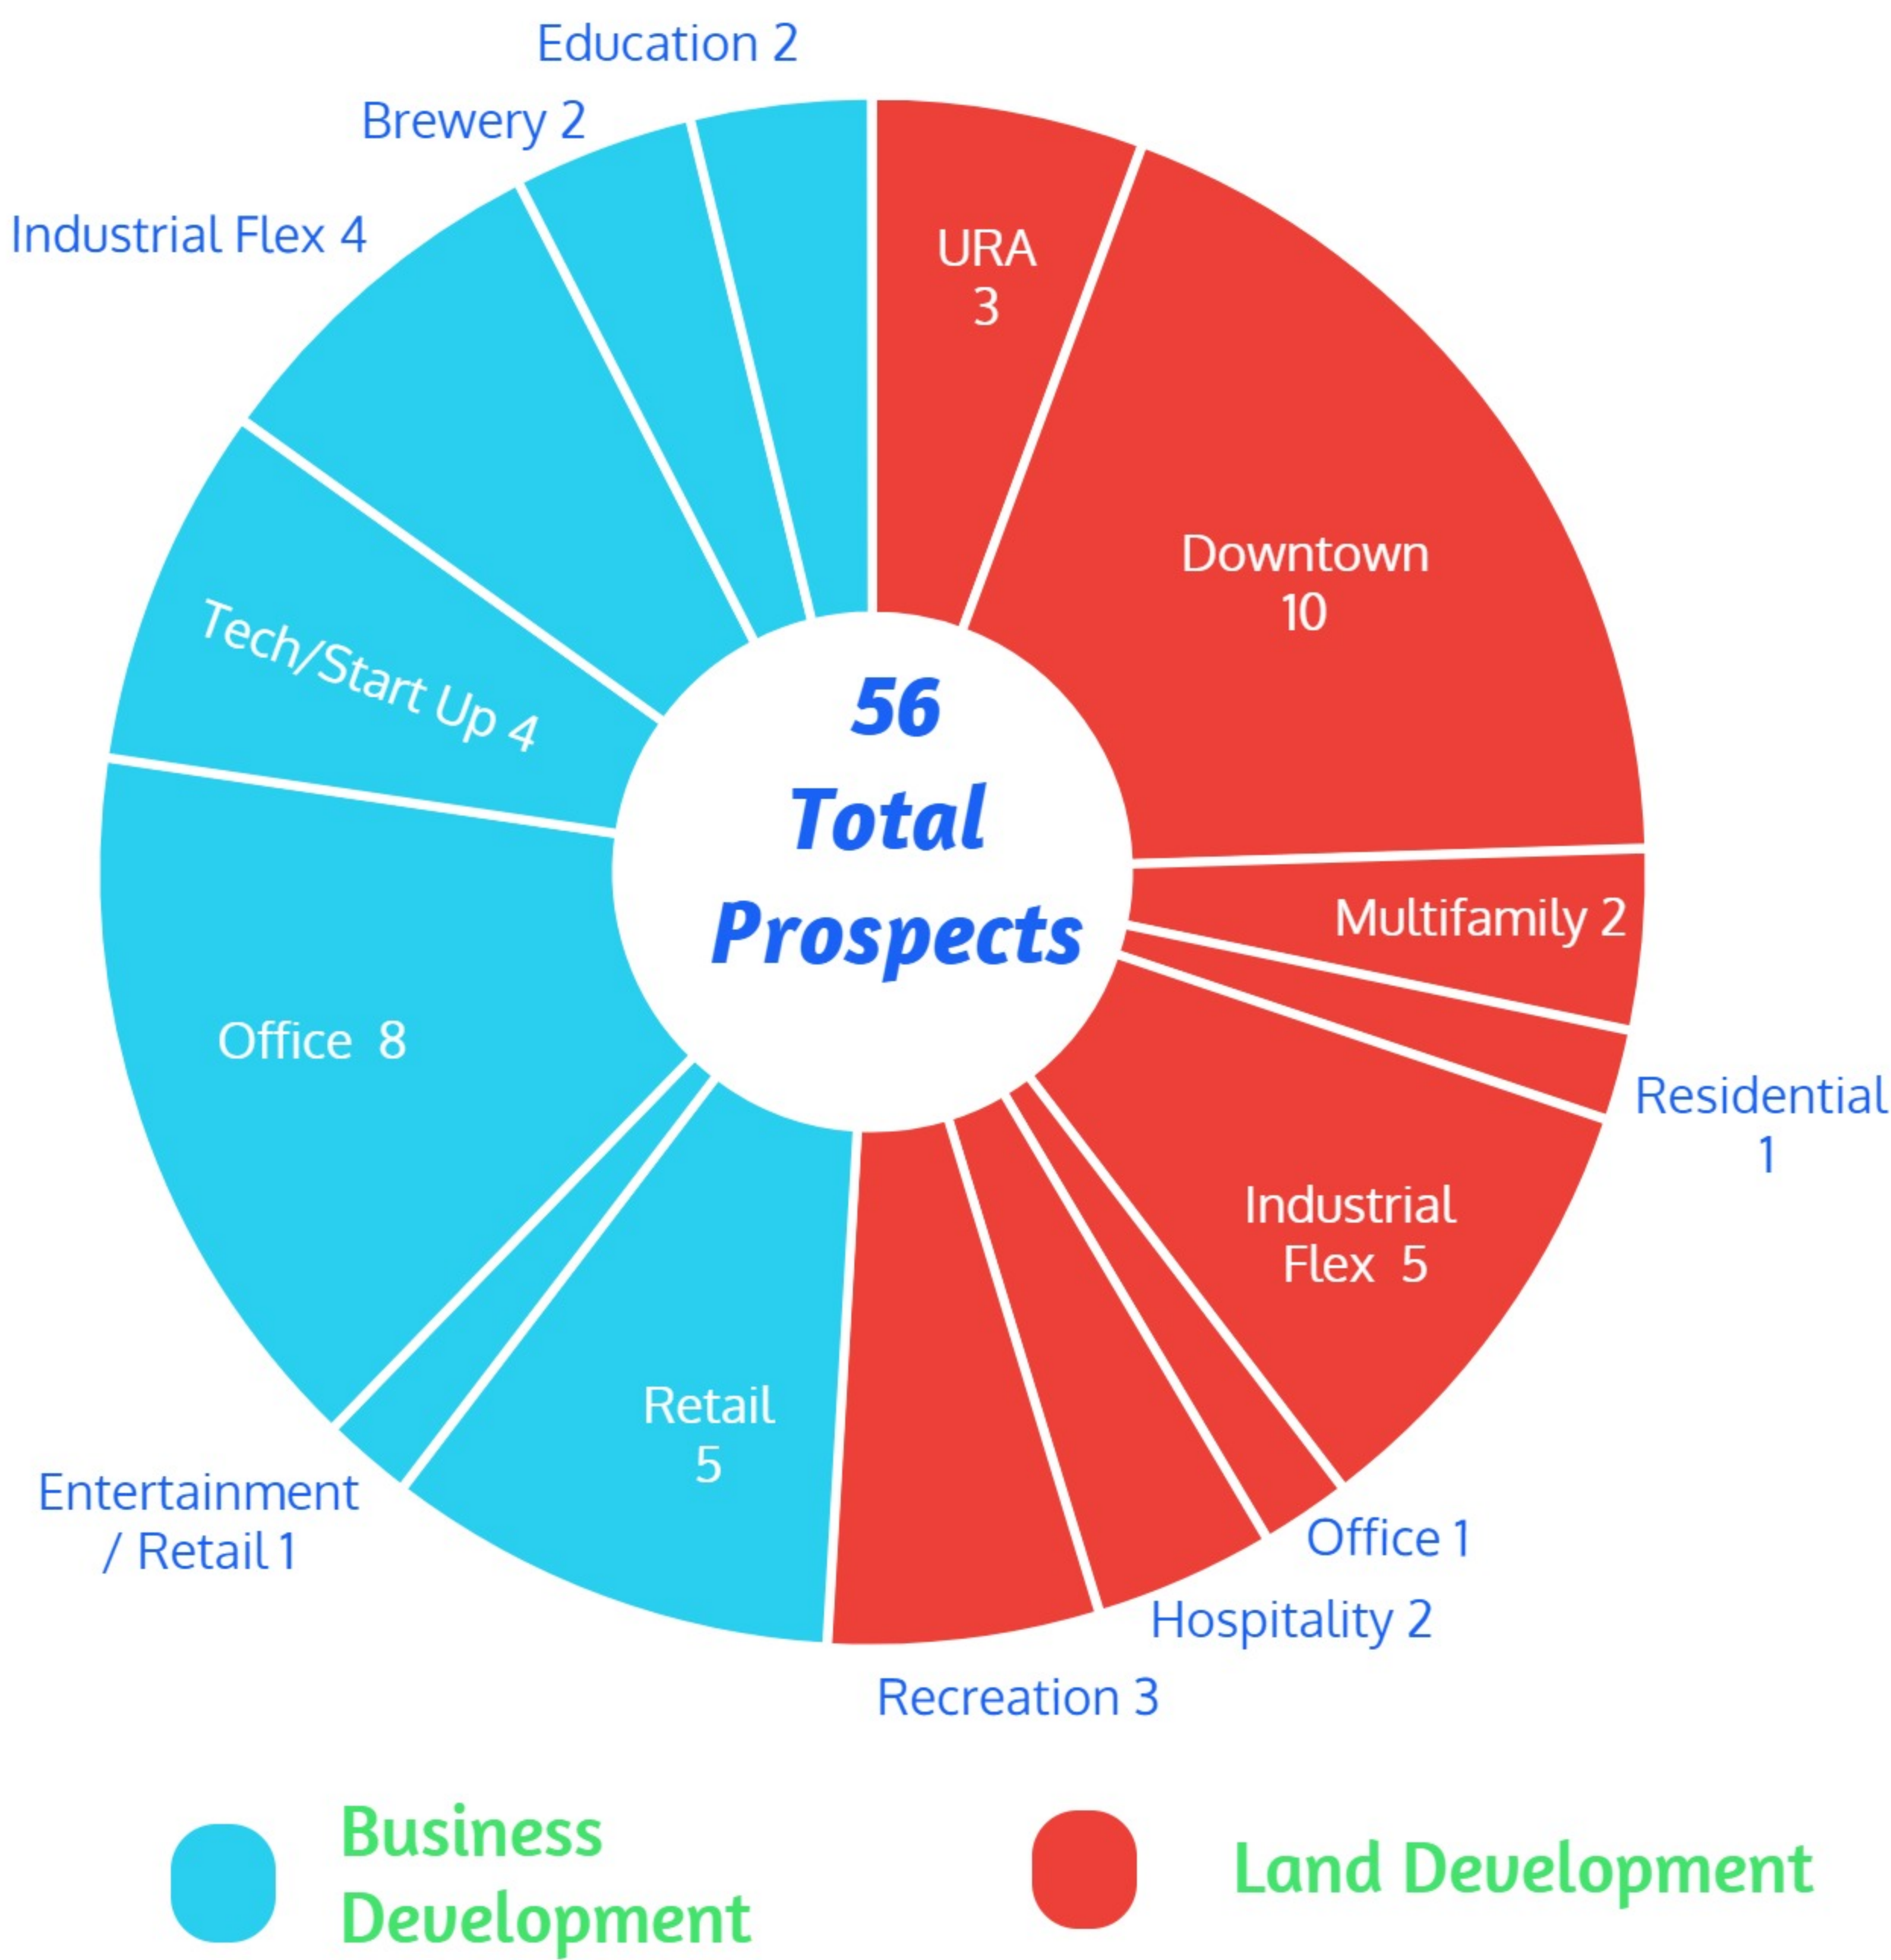 Education 2
Brewery 2
Industrial Flex 4
URA
3
Downtown
10
Tech/Start Up 4
56
Total
Prospects
Multifamily 2
Office 8
Residential
1
Industrial
Flex 5
Retail
5
Entertainment
/ Retail 1
Office 1
Hospitality 2
Recreation 3
Business
Development
Land Development